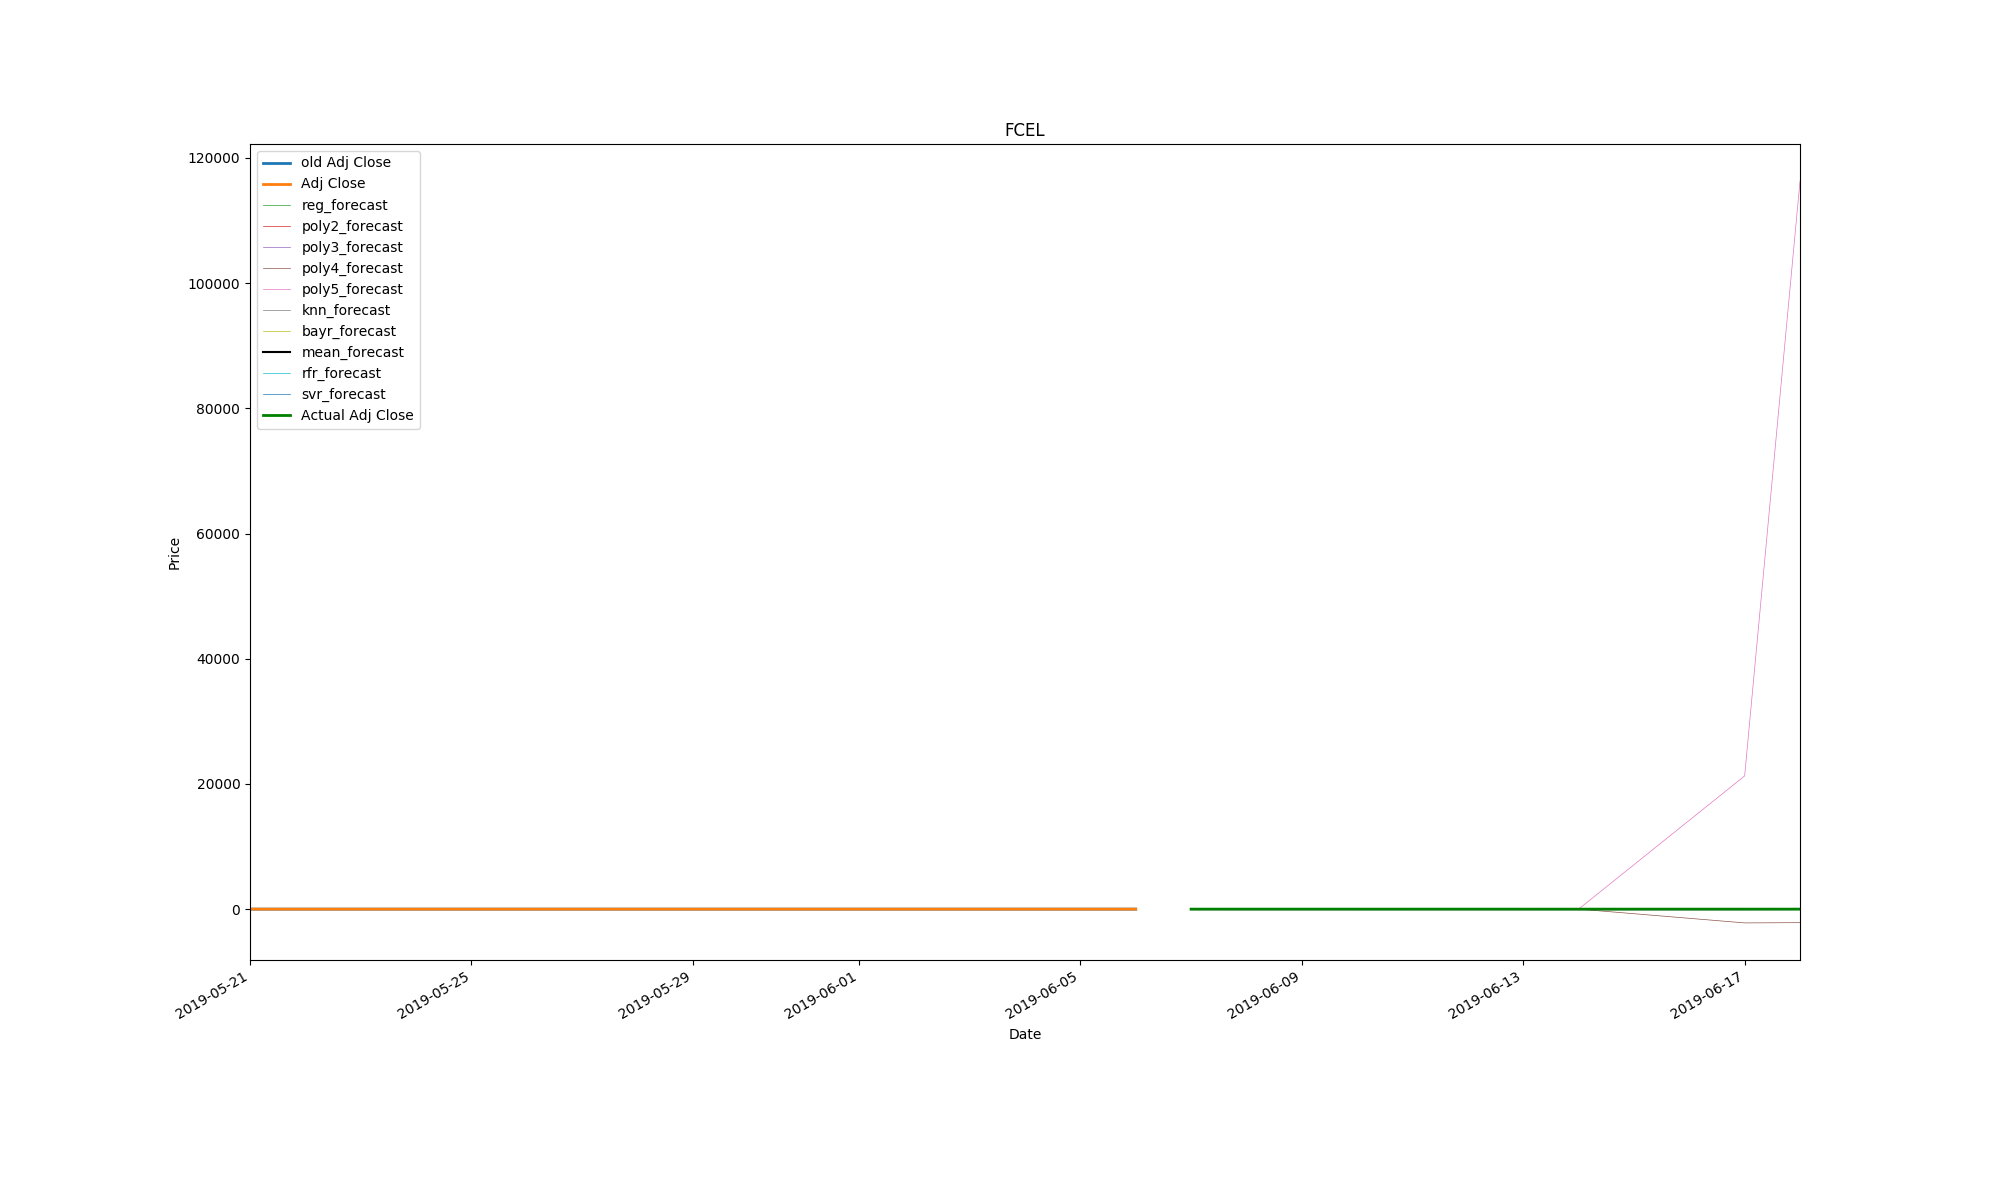 FCEL
120000
100000
80000
60000
40000
20000
0
Price
old Adj Close
Adj Close
reg_forecast
poly2_forecast
poly3_forecast
poly4_forecast
poly5_forecast
knn_forecast
bayr_forecast
mean_forecast
rfr_forecast
svr_forecast
Actual Adj Close
2019-05-21
2019-05-25
2019-05-29
2019-06-01
2019-06-05
2019-06-09
2019-06-13
2019-06-17
Date